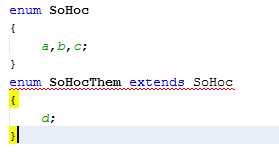 enum SoHoc
{
a,b,c;
}
enum SoHocThem extends SoHoc
{
d;
}